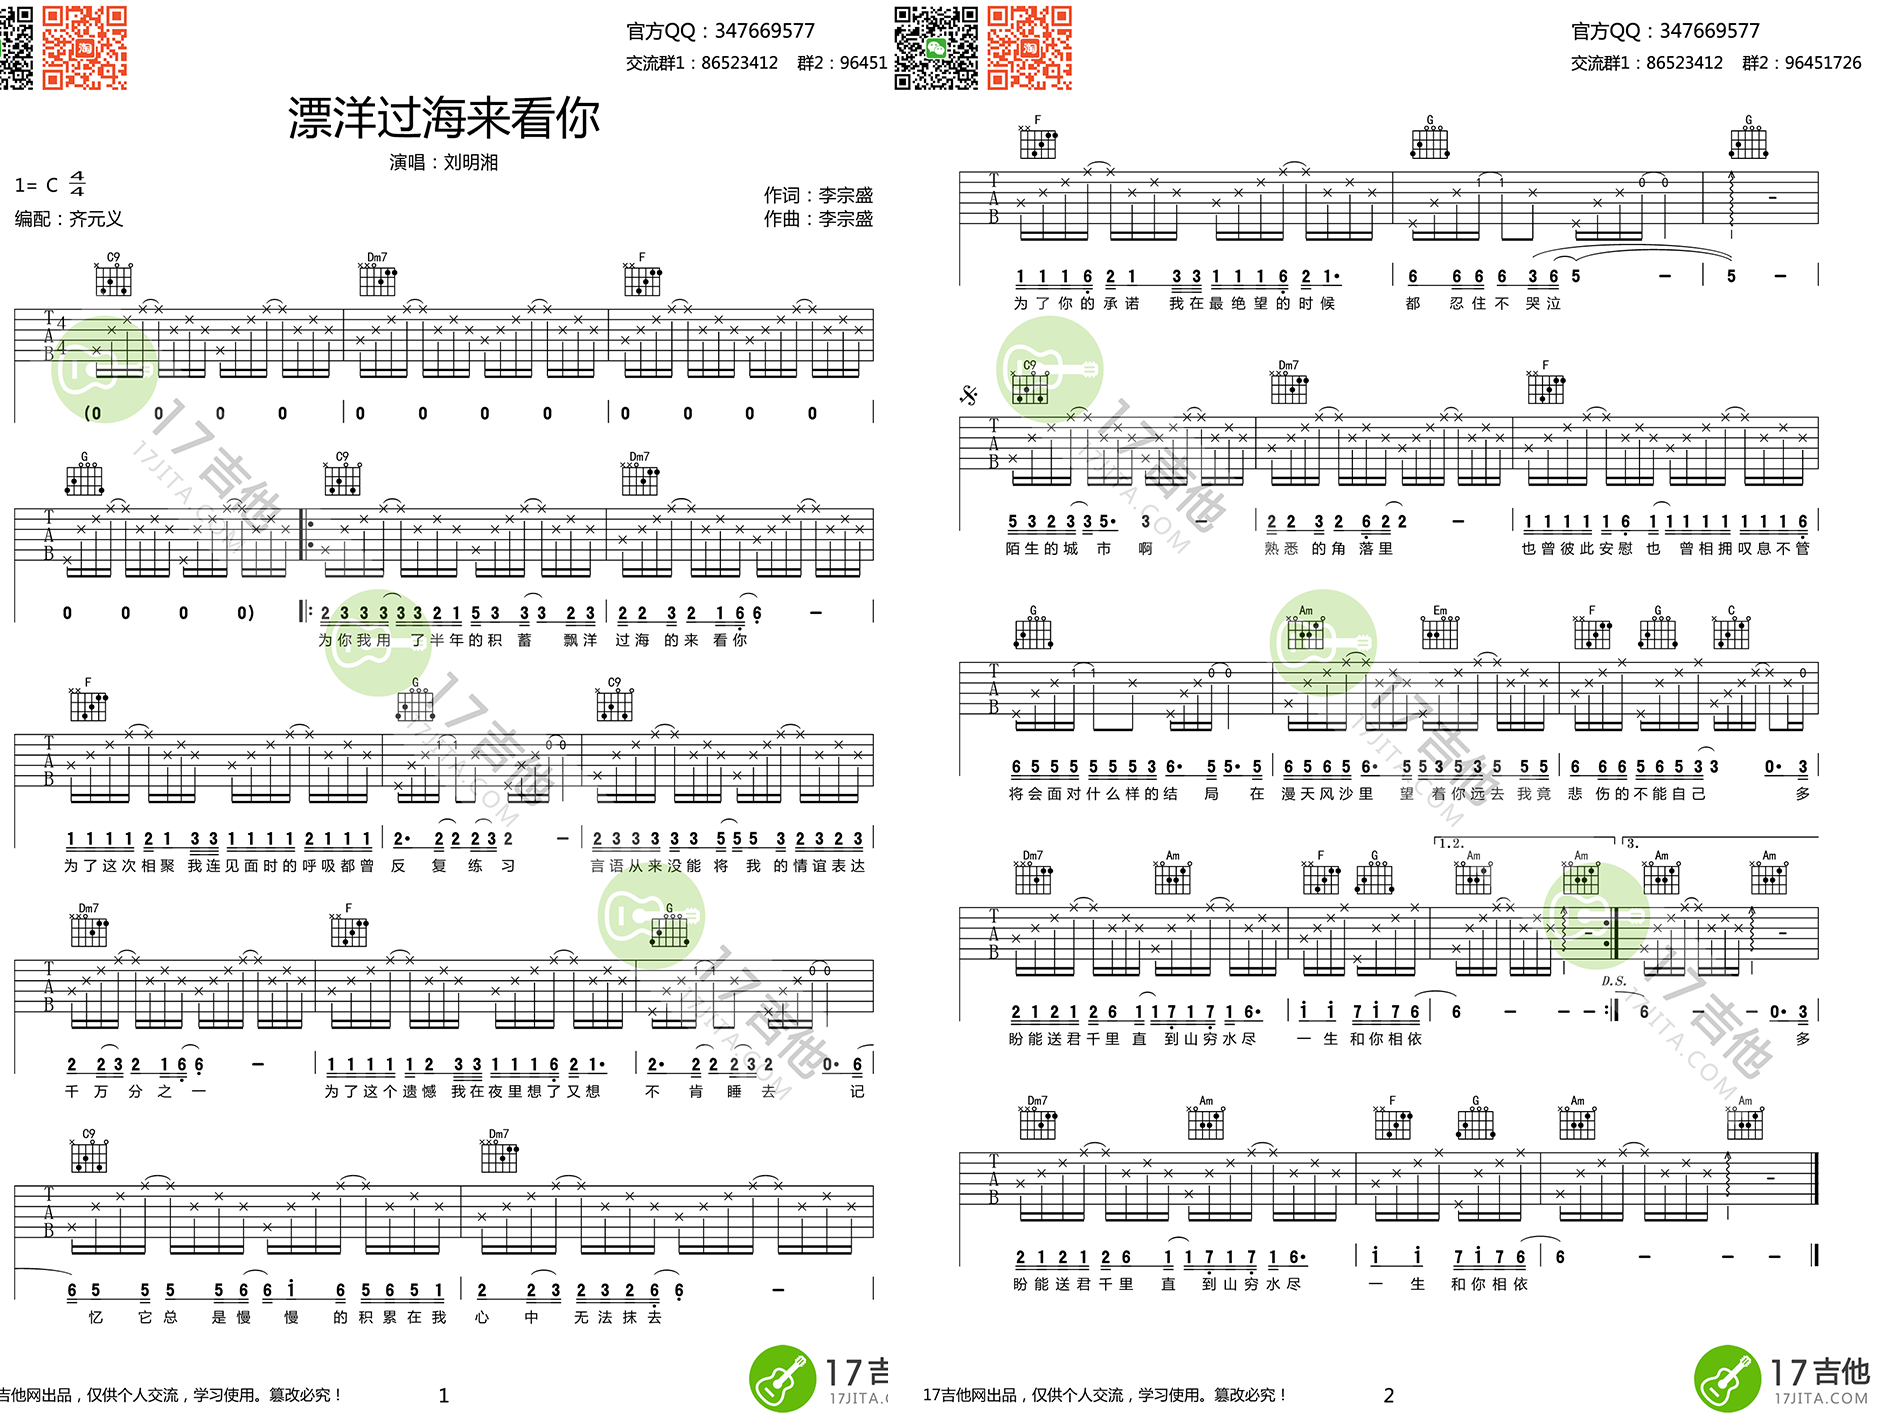 官方QQ：347669577
交流群1：86523412 群2：96451
漂洋过海来看你
演唱：刘明湘
1= C 4/4
作词：李宗盛
编配：齐元义
作曲：李宗盛
C9 Dm7 F
(0 0 0 0 | 0 0 0 0 | 0 0 0 0 |
G C9 Dm7
0 0 0 0) 2 3 3 3 3 3 2 1 5 3 3 3 2 3 | 2 2 3 2 1 6 6 -
为你我用 了半年的积 蓄 飘洋 过海 的来 看你
F G C9
1 1 1 1 2 1 3 3 1 1 1 1 2 1 1 1 | 2· 2 2 2 3 2 - | 2 3 3 3 3 3 5 5 5 3 2 3 2 3
为了这次相聚 我连见面时的呼吸都曾 反 复 练 习 言语从来没能 将 我 的情谊表达
Dm7 F G
2 2 3 2 1 6 6 - | 1 1 1 1 1 2 3 3 1 1 1 6 2 1· | 2· 2 2 2 3 2 0· 6
千 万 分 之 一 为了这个遗憾 我在夜里想了又想 不 肯 睡 去 记
C9 Dm7
6 5 5 5 5 6 6 i 6 5 6 5 1 | 2 2 3 2 3 2 6 6 -
忆 它总 是慢 慢 的积累在我 心 中 无法抹去
吉他网出品，仅供个人交流，学习使用。篡改必究！
1
17吉
17JITA.C
官方QQ：347669577
交流群1：86523412 群2：96451726
F G G
1 1 1 6 2 1 3 3 1 1 1 6 2 1· | 6 6 6 6 3 6 5 - | 5 -
为了你的承诺 我在最绝望的时候 都 忍住不 哭泣
C9 Dm7 F
5 3 2 3 3 5· 3 - | 2 2 3 2 6 2 2 - | 1 1 1 1 1 6 1 1 1 1 1 1 1 1 6
陌生的城 市 啊 熟悉的角落里 也曾彼此安慰也 曾相拥叹息不管
G Am Em F G C
6 5 5 5 5 5 5 3 6· 5 5· 5 | 6 5 6 5 6· 5 5 3 5 3 5 5 5 | 6 6 6 5 6 5 3 3 0· 3
将会面对什么样的结 局 在 漫天风沙里 望 着你远去 我竟 悲 伤的不能自己 多
1.2. 3.
Dm7 Am F G Am Am Am Am
2 1 2 1 2 6 1 1 7 1 7 1 6· | i i 7 i 7 6 | 6 - - - 6 - - 0· 3
D.S.
盼能送君千里 直 到山穷水尽 一 生 和你相依 多
Dm7 Am F G Am Am
2 1 2 1 2 6 1 1 7 1 7 1 6· | i i 7 i 7 6 | 6 - - -
盼能送君千里 直 到山穷水尽 一 生 和你相依
17吉他网出品，仅供个人交流，学习使用。篡改必究！
2
17吉他
17JITA.COM